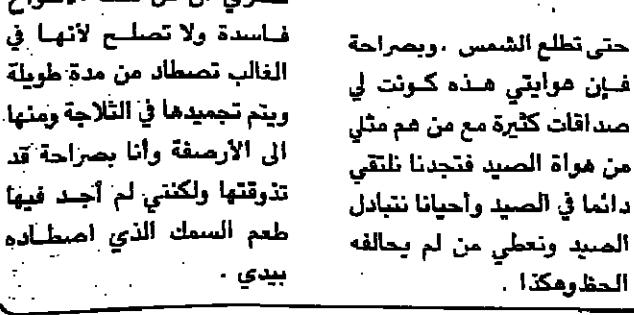 حتى تطلع الشمس . وبصراحة
فإن هوايتي هذه كونت لي
صداقات كثيرة مع من هم مثلي
من هواة الصيد فتجدنا نلتقي
دائما في الصيد وأحيانا نتبادل
الصيد ونعطي من لم يحالفه
الحظ وهكذا .
فاسدة ولا تصلح لأنها في
الغالب تصطاد من مدة طويلة
ويتم تجميدها في الثلاجة ومنها
الى الأرصفة وأنا بصراحة قد
تذوقتها ولكنني لم أجد فيها
طعم السمك الذي اصطاده
بيدي .